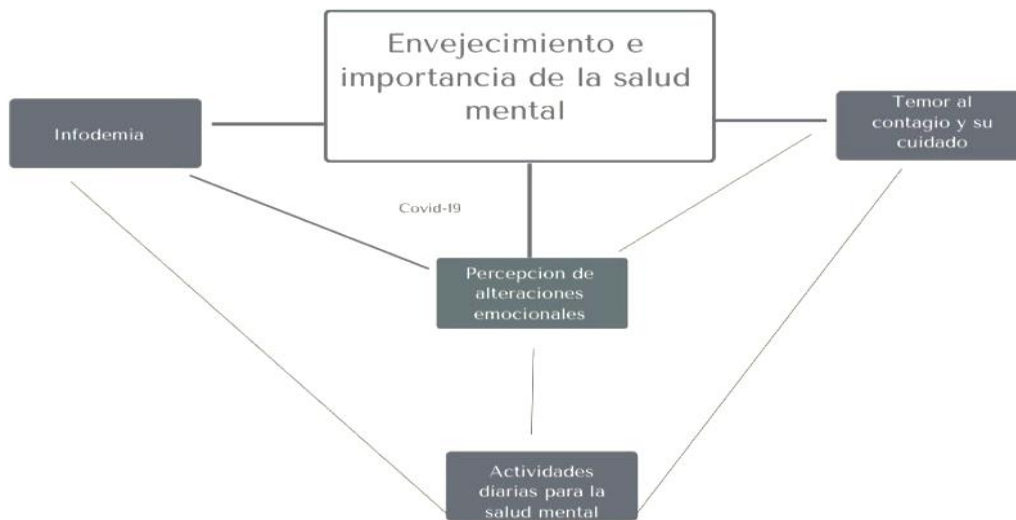 Envejecimiento e
importancia de la salud
mental
Infodemia
Temor al
contagio y su
cuidado
Covid-19
Percepcion de
alteraciones
emocionales
Actividades
diarias para la
salud mental